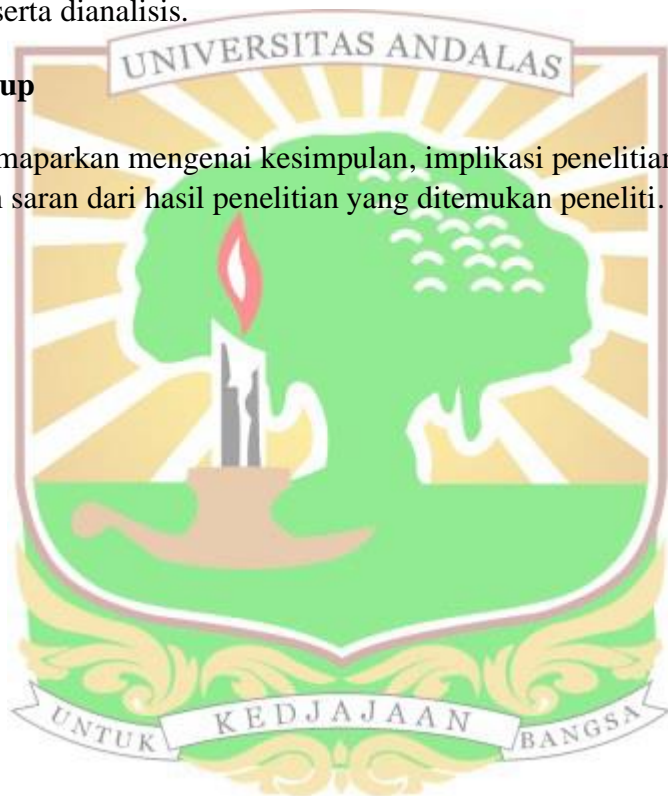 serta dianalisis.
UNIVERSITAS ANDALAS
up
maparkan mengenai kesimpulan, implikasi penelitian
saran dari hasil penelitian yang ditemukan peneliti.
UNTUK KEDJAJAAN BANGSA